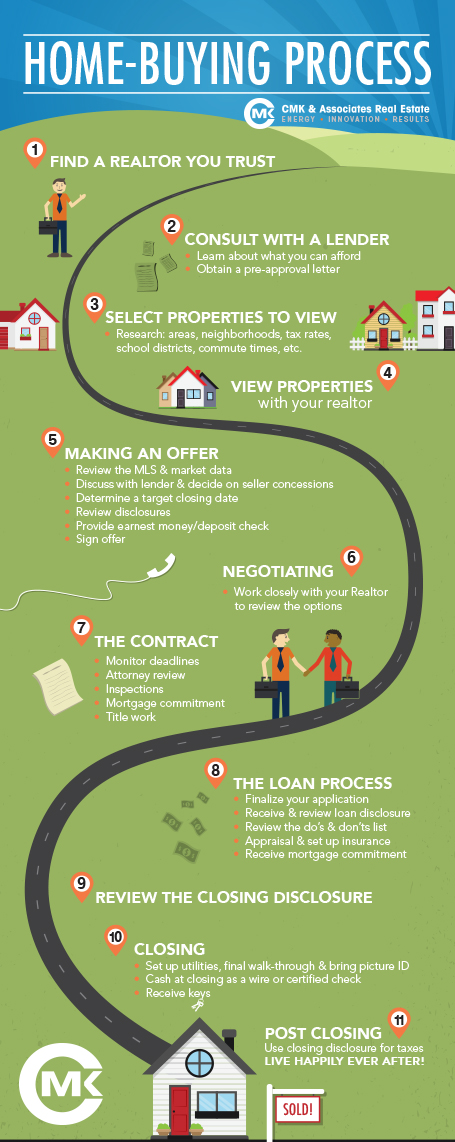 HOME-BUYING PROCESS
CMK
CMK & Associates Real Estate
ENERGY · INNOVATION · RESULTS
1
FIND A REALTOR YOU TRUST
2
CONSULT WITH A LENDER
• Learn about what you can afford
• Obtain a pre-approval letter
3
SELECT PROPERTIES TO VIEW
• Research: areas, neighborhoods, tax rates,
school districts, commute times, etc.
4
VIEW PROPERTIES
with your realtor
5
MAKING AN OFFER
• Review the MLS & market data
• Discuss with lender & decide on seller concessions
• Determine a target closing date
• Review disclosures
• Provide earnest money/deposit check
• Sign offer
6
NEGOTIATING
• Work closely with your Realtor
to review the options
7
THE CONTRACT
• Monitor deadlines
• Attorney review
• Inspections
• Mortgage commitment
• Title work
8
THE LOAN PROCESS
• Finalize your application
• Receive & review loan disclosure
• Review the do's & don'ts list
• Appraisal & set up insurance
• Receive mortgage commitment
9
REVIEW THE CLOSING DISCLOSURE
10
CLOSING
• Set up utilities, final walk-through & bring picture ID
• Cash at closing as a wire or certified check
• Receive keys
11
POST CLOSING
Use closing disclosure for taxes
LIVE HAPPILY EVER AFTER!
CMK
SOLD!